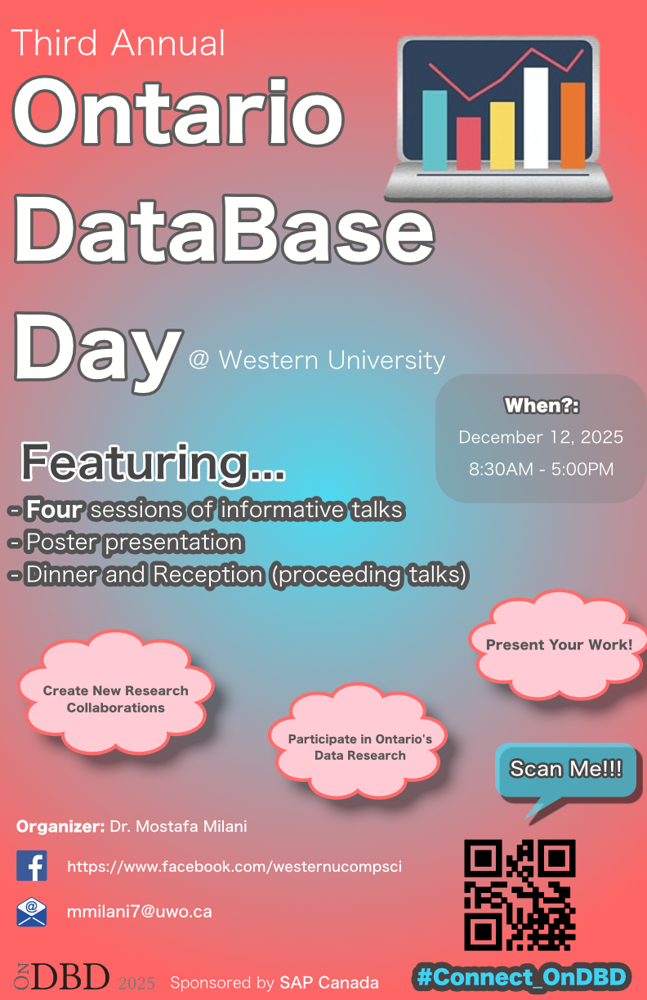 Third Annual
Ontario
DataBase
Day @ Western University
When?:
December 12, 2025
8:30AM - 5:00PM
Featuring...
- Four sessions of informative talks
- Poster presentation
- Dinner and Reception (proceeding talks)
Present Your Work!
Create New Research
Collaborations
Participate in Ontario's
Data Research
Scan Me!!!
Organizer: Dr. Mostafa Milani
https://www.facebook.com/westernucompsci
@ mmilani7@uwo.ca
ON DBD 2025 Sponsored by SAP Canada
#Connect_OnDBD